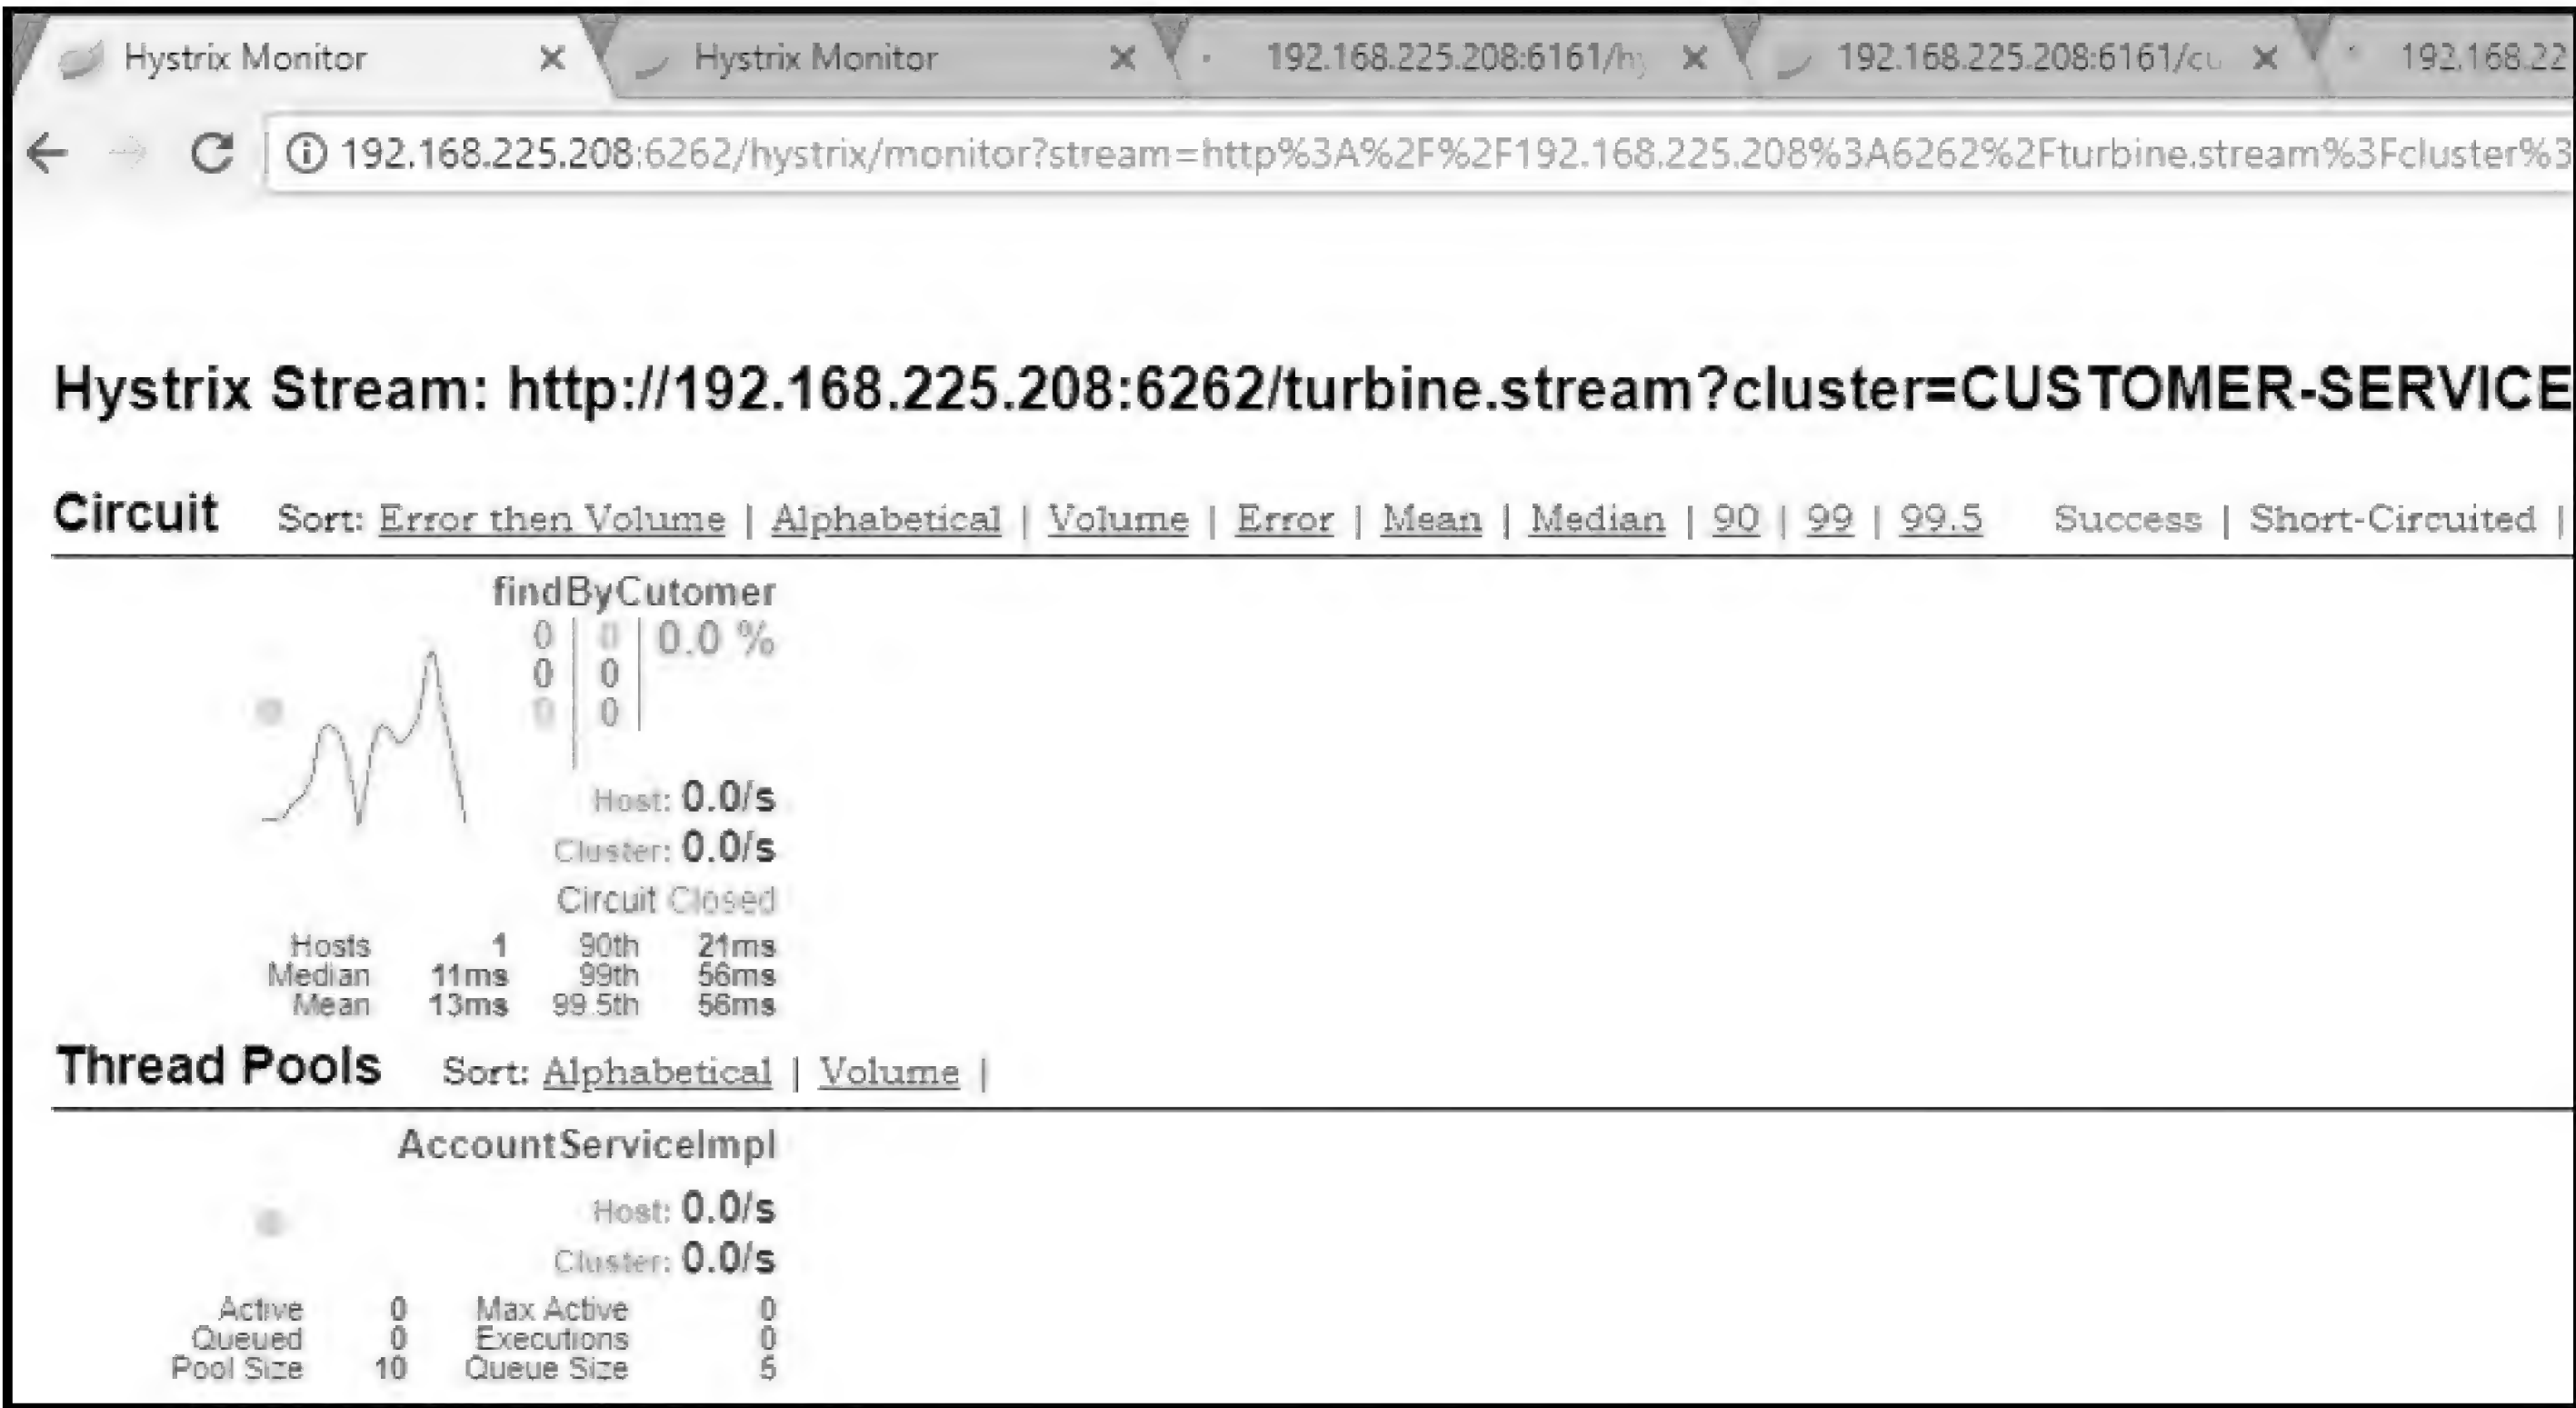 Hystrix Monitor
Hystrix Monitor
192.168.225.208:6161/hy
192.168.225.208:6161/cu
192.168.22
192.168.225.208:6262/hystrix/monitor?stream=http%3A%2F%2F192.168.225.208%3A6262%2Fturbine.stream%3Fcluster%3
Hystrix Stream: http://192.168.225.208:6262/turbine.stream?cluster=CUSTOMER-SERVICE
Circuit Sort: Error then Volume | Alphabetical | Volume | Error | Mean | Median | 90 | 99 | 99.5 Success | Short-Circuited |
findByCutomer
0 0 0.0 %
0 0
0 0
Host: 0.0/s
Cluster: 0.0/s
Circuit Closed
Hosts 1 90th 21ms
Median 11ms 99th 56ms
Mean 13ms 99.5th 56ms
Thread Pools Sort: Alphabetical | Volume |
AccountServiceImpl
Host: 0.0/s
Cluster: 0.0/s
Active 0 Max Active 0
Queued 0 Executions 0
Pool Size 10 Queue Size 5